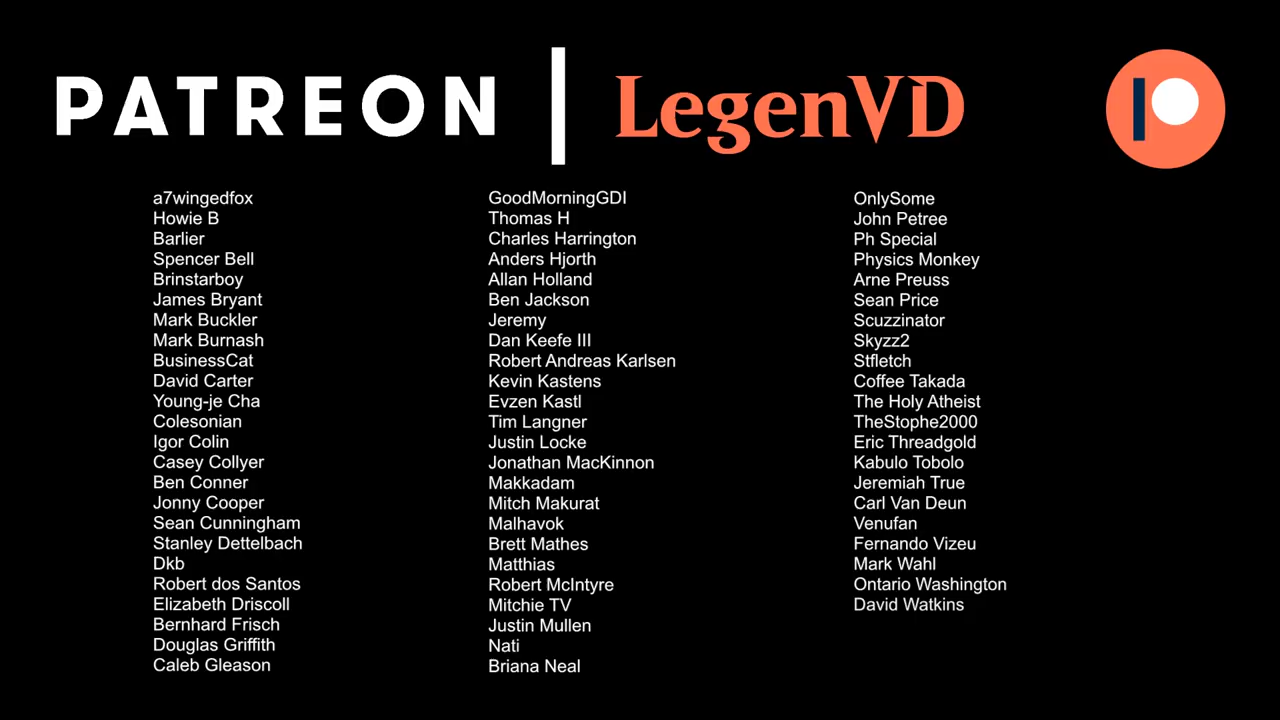 PATREON | LegenVD
a7wingedfox
Howie B
Barlier
Spencer Bell
Brinstarboy
James Bryant
Mark Buckler
Mark Burnash
BusinessCat
David Carter
Young-je Cha
Colesonian
Igor Colin
Casey Collyer
Ben Conner
Jonny Cooper
Sean Cunningham
Stanley Dettelbach
Dkb
Robert dos Santos
Elizabeth Driscoll
Bernhard Frisch
Douglas Griffith
Caleb Gleason
GoodMorningGDI
Thomas H
Charles Harrington
Anders Hjorth
Allan Holland
Ben Jackson
Jeremy
Dan Keefe III
Robert Andreas Karlsen
Kevin Kastens
Evzen Kastl
Tim Langner
Justin Locke
Jonathan MacKinnon
Makkadam
Mitch Makurat
Malhavok
Brett Mathes
Matthias
Robert McIntyre
Mitchie TV
Justin Mullen
Nati
Briana Neal
OnlySome
John Petree
Ph Special
Physics Monkey
Arne Preuss
Sean Price
Scuzzinator
Skyzz2
Stfletch
Coffee Takada
The Holy Atheist
TheStophe2000
Eric Threadgold
Kabulo Tobolo
Jeremiah True
Carl Van Deun
Venufan
Fernando Vizeu
Mark Wahl
Ontario Washington
David Watkins